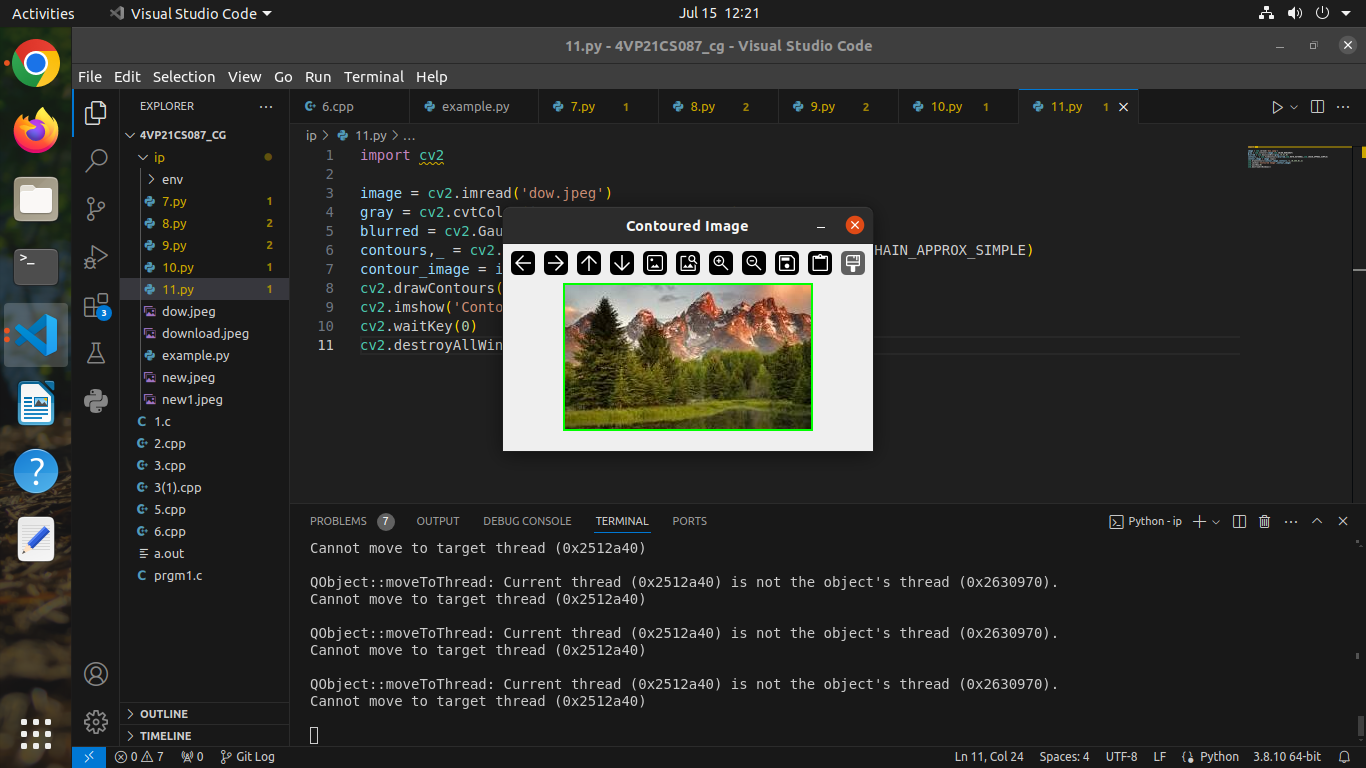 Activities
Visual Studio Code
Jul 15 12:21
11.py - 4VP21CS087_cg - Visual Studio Code
File Edit Selection View Go Run Terminal Help
EXPLORER
6.cpp
example.py
7.py 1
8.py 2
9.py 2
10.py 1
11.py 1
4VP21CS087_CG
ip
env
7.py 1
8.py 2
9.py 2
10.py 1
11.py 1
dow.jpeg
download.jpeg
example.py
new.jpeg
new1.jpeg
1.c
2.cpp
3.cpp
3(1).cpp
5.cpp
6.cpp
a.out
prgm1.c
OUTLINE
TIMELINE
3
ip > 11.py > ...
1 import cv2
2
3 image = cv2.imread('dow.jpeg')
4 gray = cv2.cvtCol
5 blurred = cv2.Gau
6 contours,_ = cv2. HAIN_APPROX_SIMPLE)
7 contour_image = i
8 cv2.drawContours(
9 cv2.imshow('Conto
10 cv2.waitKey(0)
11 cv2.destroyAllWin
Contoured Image
PROBLEMS 7 OUTPUT DEBUG CONSOLE TERMINAL PORTS
Python - ip
Cannot move to target thread (0x2512a40)
QObject::moveToThread: Current thread (0x2512a40) is not the object's thread (0x2630970).
Cannot move to target thread (0x2512a40)
QObject::moveToThread: Current thread (0x2512a40) is not the object's thread (0x2630970).
Cannot move to target thread (0x2512a40)
QObject::moveToThread: Current thread (0x2512a40) is not the object's thread (0x2630970).
Cannot move to target thread (0x2512a40)
0 7 0 Git Log
Ln 11, Col 24 Spaces: 4 UTF-8 LF Python 3.8.10 64-bit